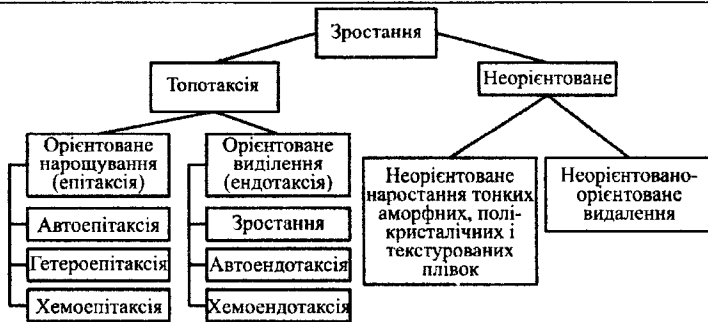 Зростання
Топотаксія
Неорієнтоване
Орієнтоване
нарощування
(епітаксія)
Автоепітаксія
Гетероепітаксія
Хемоепітаксія
Орієнтоване
виділення
(ендотаксія)
Зростання
Автоендотаксія
Хемоендотаксія
Неорієнтоване
наростання тонких
аморфних, полі-
кристалічних і
текстурованих
плівок
Неорієнтовано-
орієнтоване
видалення